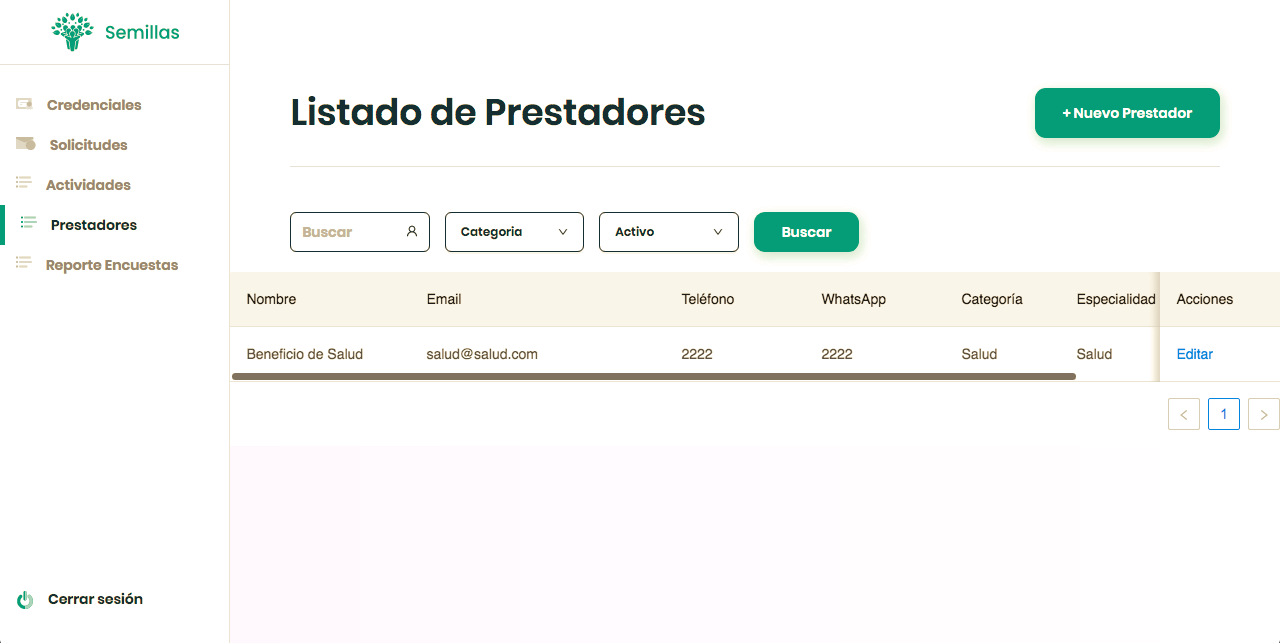 Semillas
Credenciales
Solicitudes
Actividades
Prestadores
Reporte Encuestas
Cerrar sesión
Listado de Prestadores
+ Nuevo Prestador
Buscar Categoria Activo Buscar
Nombre Email Teléfono WhatsApp Categoría Especialidad Acciones
Beneficio de Salud salud@salud.com 2222 2222 Salud Salud Editar
< 1 >